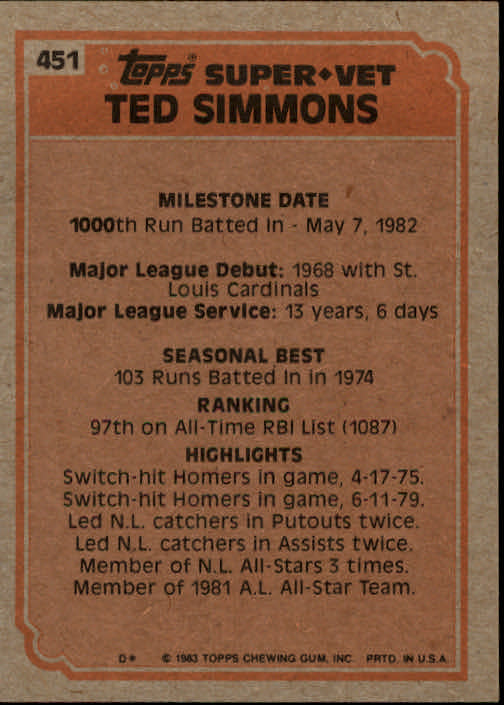 451
Topps® SUPER♦VET
TED SIMMONS
MILESTONE DATE
1000th Run Batted In - May 7, 1982
Major League Debut: 1968 with St.
Louis Cardinals
Major League Service: 13 years, 6 days
SEASONAL BEST
103 Runs Batted In in 1974
RANKING
97th on All-Time RBI List (1087)
HIGHLIGHTS
Switch-hit Homers in game, 4-17-75.
Switch-hit Homers in game, 6-11-79.
Led N.L. catchers in Putouts twice.
Led N.L. catchers in Assists twice.
Member of N.L. All-Stars 3 times.
Member of 1981 A.L. All-Star Team.
D* © 1983 TOPPS CHEWING GUM, INC. PRTD. IN U.S.A.